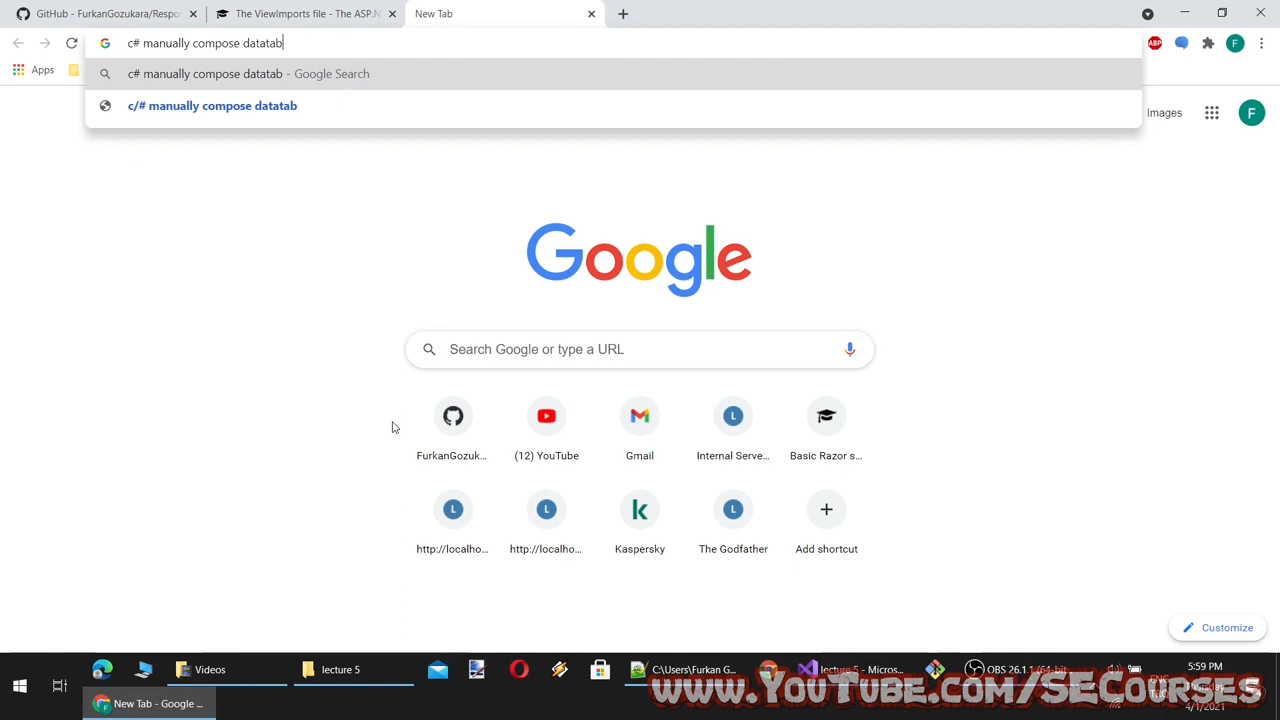 GitHub - FurkanGozukara/Respon
The ViewImports file - The ASP.N
New Tab
c# manually compose datatab
Apps
c# manually compose datatab - Google Search
c/# manually compose datatab
Images
F
Google
Search Google or type a URL
FurkanGozuk...
(12) YouTube
Gmail
Internal Serve...
Basic Razor s...
http://localho...
http://localho...
Kaspersky
The Godfather
Add shortcut
Customize
Videos
lecture 5
C:\Users\Furkan G...
lecture 5 - Micros...
OBS 26.1.1 (64-bit...
5:59 PM
ENG
Thursday
4/1/2021
New Tab - Google ...
www.YouTube.com/SECourses